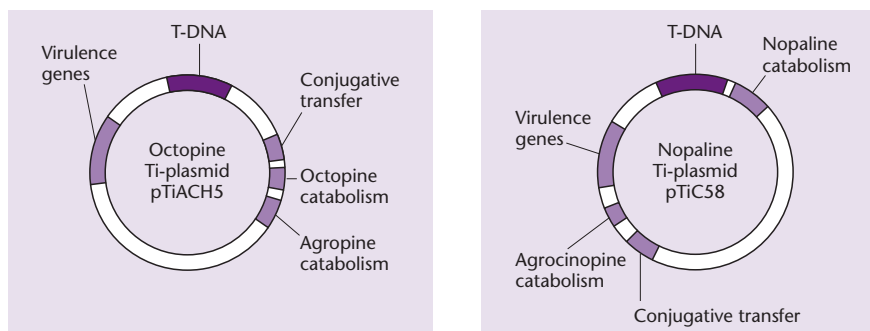 T-DNA
Virulence
genes
Conjugative
transfer
Octopine
Ti-plasmid
pTiACH5
Octopine
catabolism
Agropine
catabolism
T-DNA
Nopaline
catabolism
Virulence
genes
Nopaline
Ti-plasmid
pTiC58
Agrocinopine
catabolism
Conjugative transfer